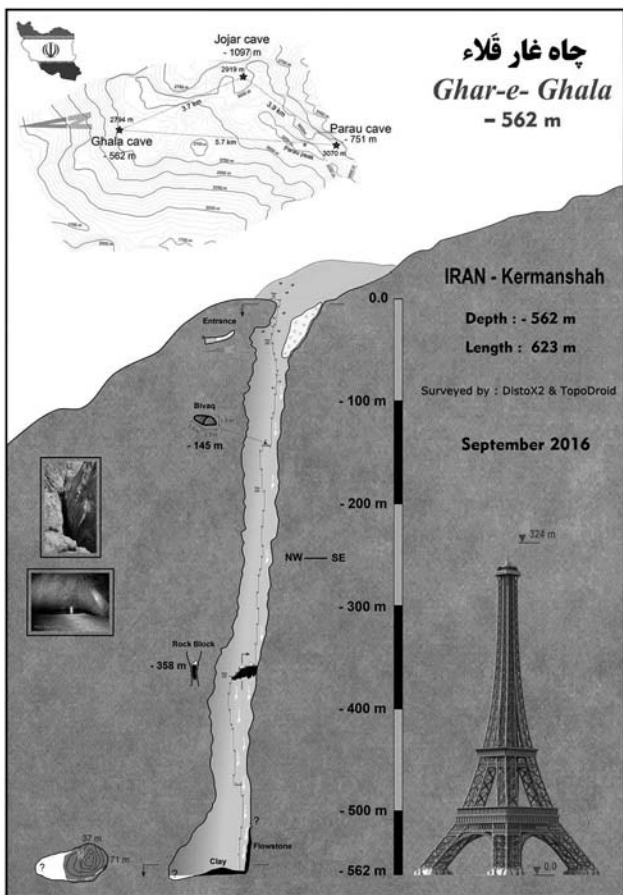 Jojar cave
- 1097 m
2919 m
3.7 km
3.9 km
2794 m
Ghala cave
- 562 m
5.7 km
Parau cave
- 751 m
3070 m
Parau peak
چاه غار قَلاء
Ghar-e- Ghala
– 562 m
IRAN - Kermanshah
Depth : - 562 m
Length : 623 m
Surveyed by : DistoX2 & TopoDroid
September 2016
0.0
Entrance
- 100 m
Bivaq
- 145 m
- 200 m
NW
SE
- 300 m
Rock Block
- 358 m
- 400 m
- 500 m
?
Flowstone
Clay
?
- 562 m
37 m
71 m
?
324 m
0.0